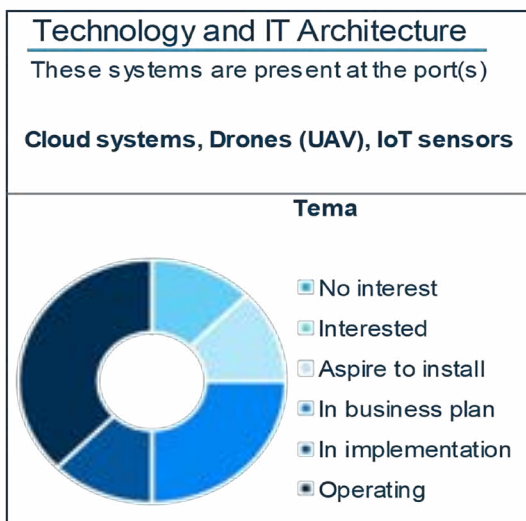 Technology and IT Architecture
These systems are present at the port(s)
Cloud systems, Drones (UAV), IoT sensors
Tema
No interest
Interested
Aspire to install
In business plan
In implementation
Operating